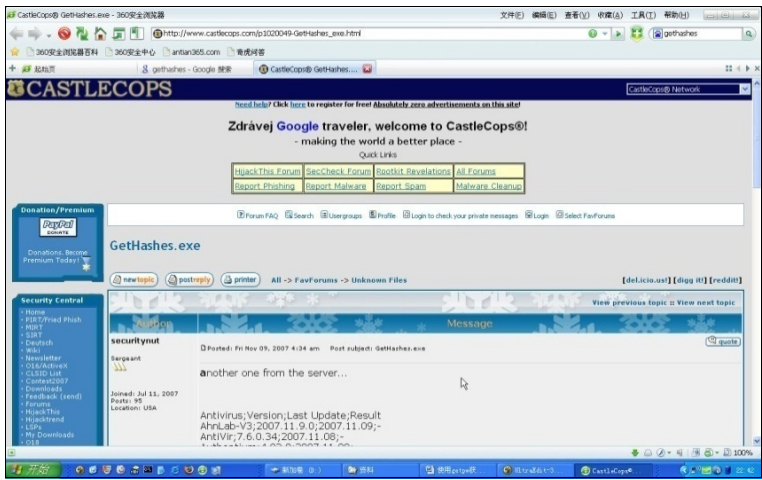 CastleCops® GetHashes.exe - 360安全浏览器
文件(F) 编辑(E) 查看(V) 收藏(A) 工具(T) 帮助(H)
http://www.castlecops.com/p1020049-GetHashes_exe.html
gethashes
360安全浏览器百科 360安全中心 antian365.com
起始页 gethashes - Google 搜索 CastleCops® GetHashes....
CASTLECOPS
CastleCops® Network
Need help? Click here to register for free! Absolutely zero advertisements on this site!
Zdrávej Google traveler, welcome to CastleCops®!
- making the world a better place -
Quick Links
HijackThis Forum SecCheck Forum Rootkit Revelations All Forums
Report Phishing Report Malware Report Spam Malware Cleanup
Donation/Premium
PayPal
DONATE
Donations. Become
Premium Today!
Forum FAQ Search Usergroups Profile Login to check your private messages Login Select FavForums
GetHashes.exe
newtopic postreply printer All -> FavForums -> Unknown Files [del.icio.us!] [digg it!] [reddit!]
Security Central
· Home
· PIRT/Fried Phish
· MIRT
· SIRT
· Deutsch
· Wiki
· Newsletter
· O16/ActiveX
· CLSID List
· Contest2007
· Downloads
· Feedback (send)
· Forums
· HijackThis
· Hijacktrend
· LSPs
· My Downloads
· O18
View previous topic :: View next topic
Author Message
securitynut
Sergeant
Joined: Jul 11, 2007
Posts: 95
Location: USA
Posted: Fri Nov 09, 2007 4:34 am Post subject: GetHashes.exe
quote
another one from the server...
Antivirus;Version;Last Update;Result
AhnLab-V3;2007.11.9.0;2007.11.09;-
AntiVir;7.6.0.34;2007.11.08;-
100%
开始
资料
CastleCops®
22:42